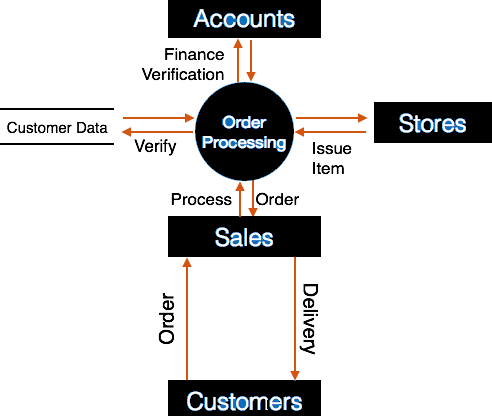 Accounts
Finance
Verification
Order
Processing
Customer Data
Verify
Stores
Issue
Item
Process
Order
Sales
Order
Delivery
Customers